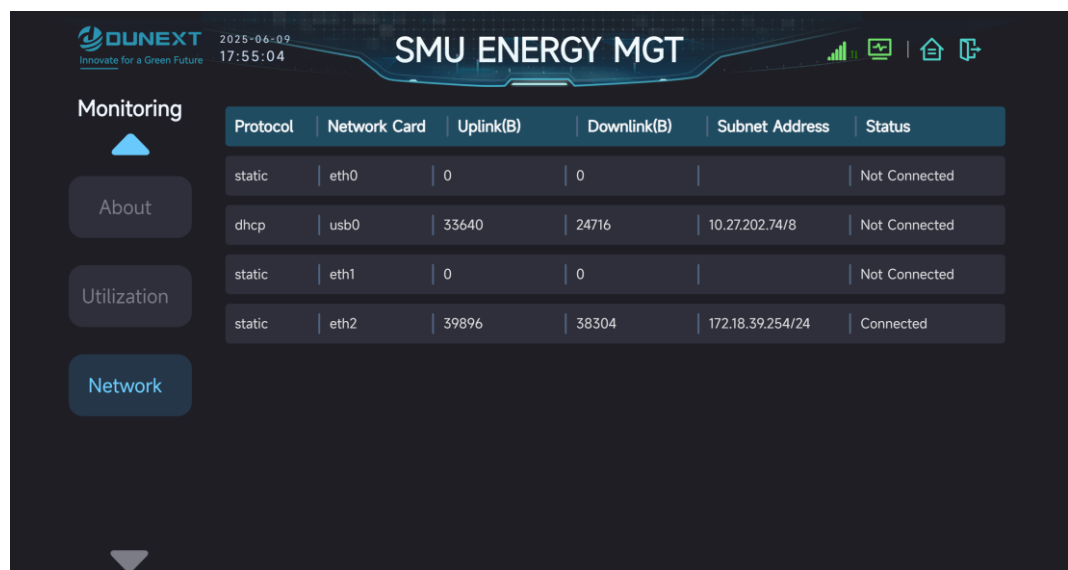 DUNEXT
Innovate for a Green Future
2025-06-09
17:55:04
SMU ENERGY MGT
Monitoring
About
Utilization
Network
Protocol Network Card Uplink(B) Downlink(B) Subnet Address Status
static eth0 0 0 Not Connected
dhcp usb0 33640 24716 10.27.202.74/8 Not Connected
static eth1 0 0 Not Connected
static eth2 39896 38304 172.18.39.254/24 Connected